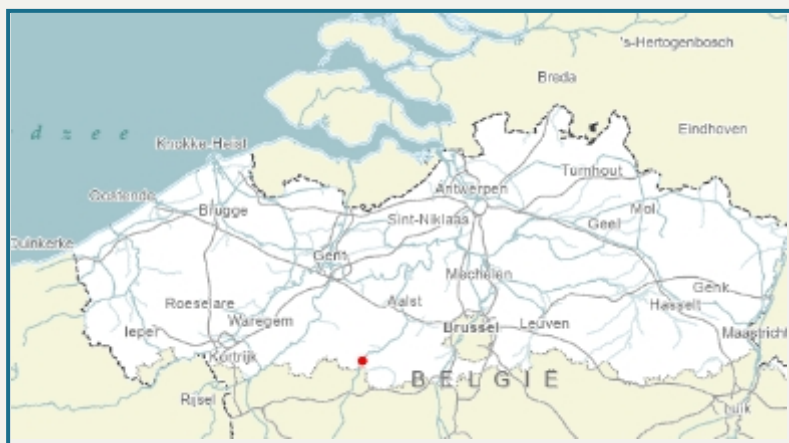 's-Hertogenbosch
Breda
d z e e
Eindhoven
Knokke-Heist
Turnhout
Antwerpen
Oostende
Brugge
Mol
Sint-Niklaas
Geel
Duinkerke
Gent
Mechelen
Genk
Roeselare
Aalst
Hasselt
Waregem
Brussel
Leuven
Ieper
Maastricht
Kortrijk
BELGIË
Rijsel
Luik